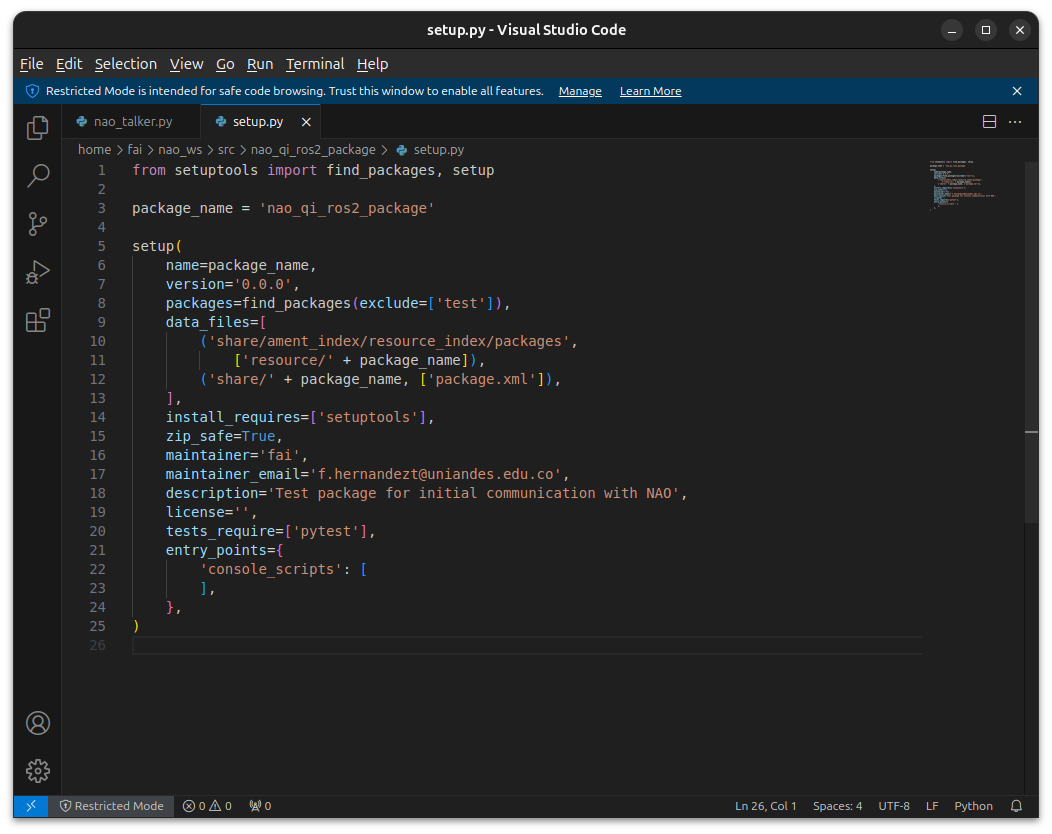 setup.py - Visual Studio Code
File Edit Selection View Go Run Terminal Help
Restricted Mode is intended for safe code browsing. Trust this window to enable all features. Manage Learn More
nao_talker.py setup.py
home > fai > nao_ws > src > nao_qi_ros2_package > setup.py
1 from setuptools import find_packages, setup
2
3 package_name = 'nao_qi_ros2_package'
4
5 setup(
6     name=package_name,
7     version='0.0.0',
8     packages=find_packages(exclude=['test']),
9     data_files=[
10         ('share/ament_index/resource_index/packages',
11             ['resource/' + package_name]),
12         ('share/' + package_name, ['package.xml']),
13     ],
14     install_requires=['setuptools'],
15     zip_safe=True,
16     maintainer='fai',
17     maintainer_email='f.hernandezt@uniandes.edu.co',
18     description='Test package for initial communication with NAO',
19     license='',
20     tests_require=['pytest'],
21     entry_points={
22         'console_scripts': [
23         ],
24     },
25 )
26
Restricted Mode 0 0 0 Ln 26, Col 1 Spaces: 4 UTF-8 LF Python